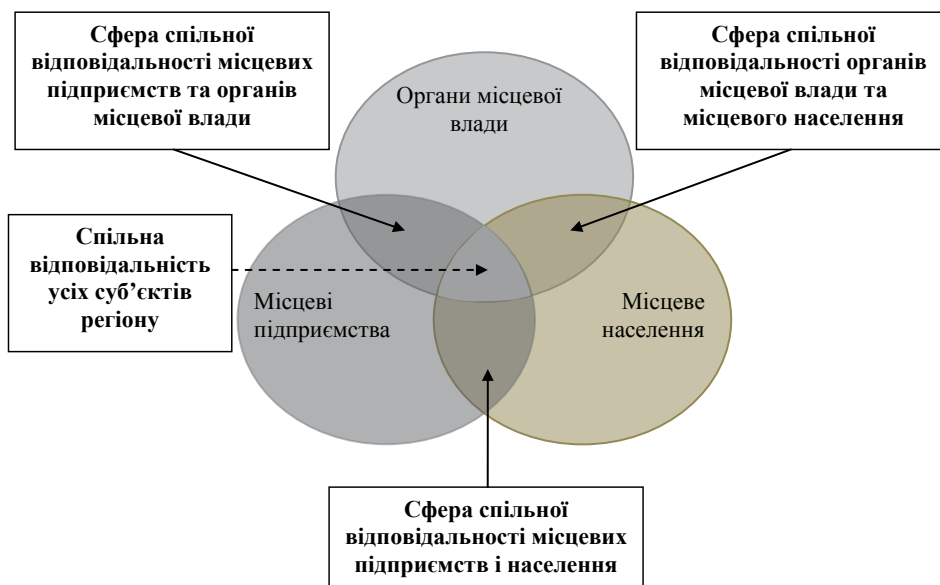 Сфера спільної
відповідальності місцевих
підприємств та органів
місцевої влади
Сфера спільної
відповідальності органів
місцевої влади та
місцевого населення
Органи місцевої
влади
Спільна
відповідальність
усіх суб’єктів
регіону
Місцеві
підприємства
Місцеве
населення
Сфера спільної
відповідальності місцевих
підприємств і населення